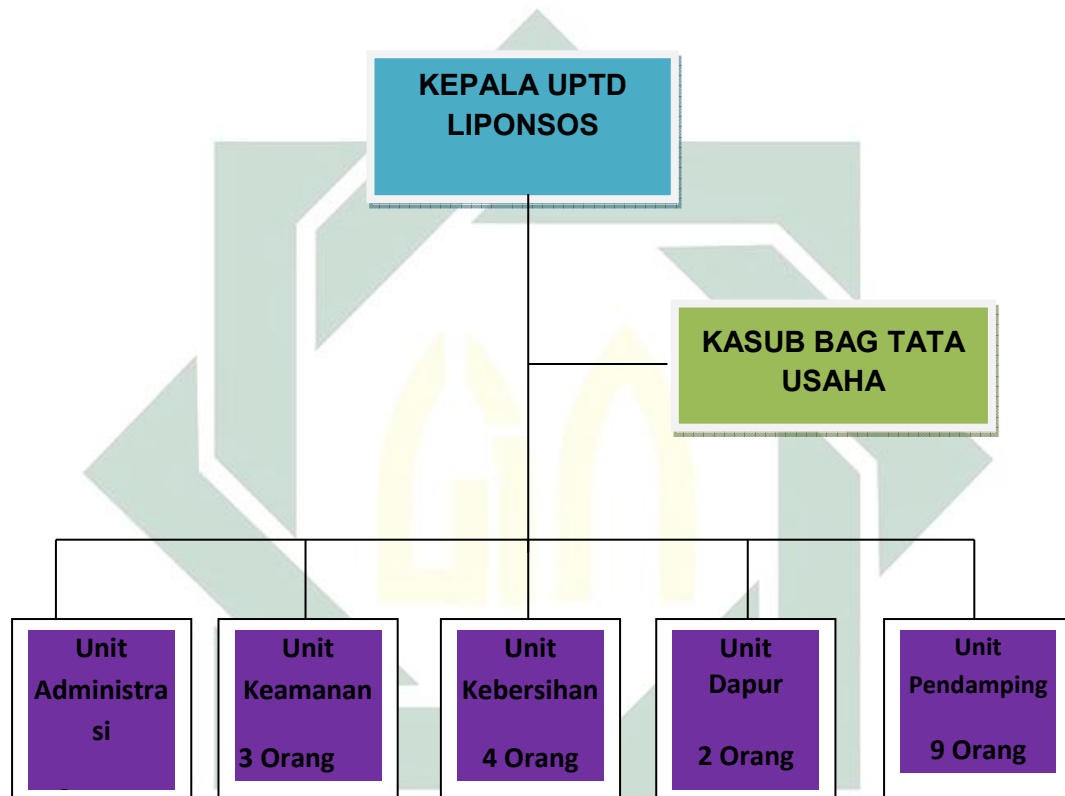 KEPALA UPTD
LIPONSOS
KASUB BAG TATA
USAHA
Unit
Administra
si
Unit
Keamanan
3 Orang
Unit
Kebersihan
4 Orang
Unit
Dapur
2 Orang
Unit
Pendamping
9 Orang